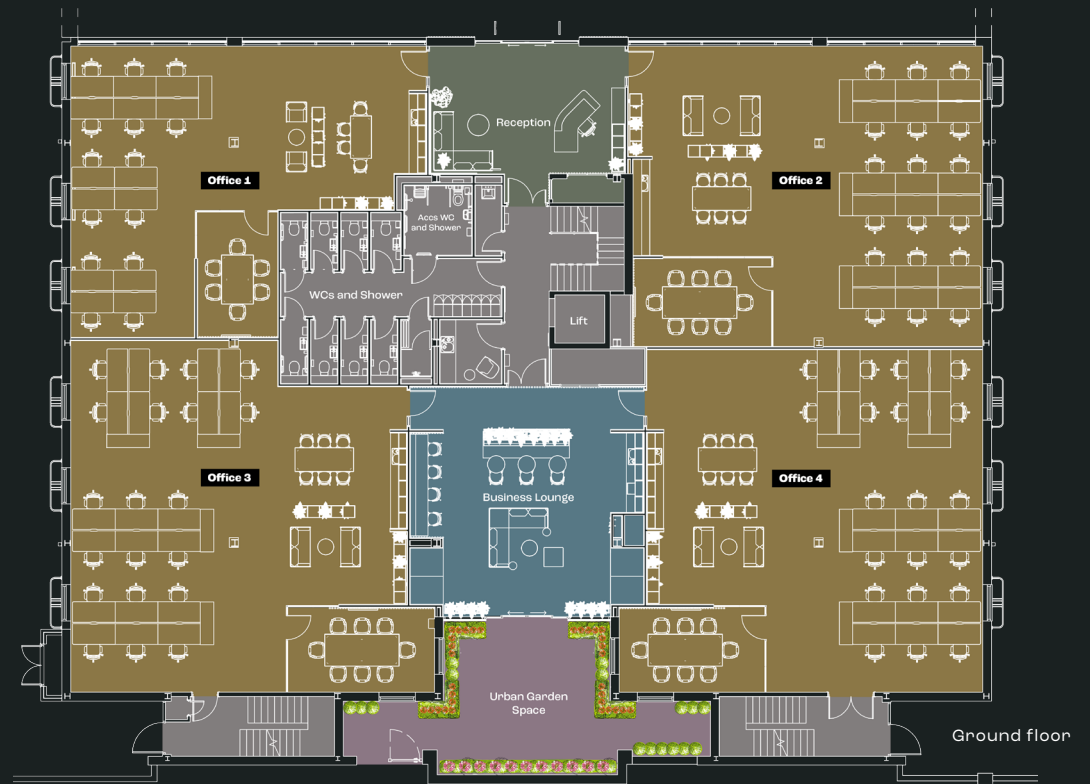 Reception
Office 1
Office 2
Accs WC
and Shower
WCs and Shower
Lift
Office 3
Office 4
Business Lounge
Urban Garden
Space
Ground floor